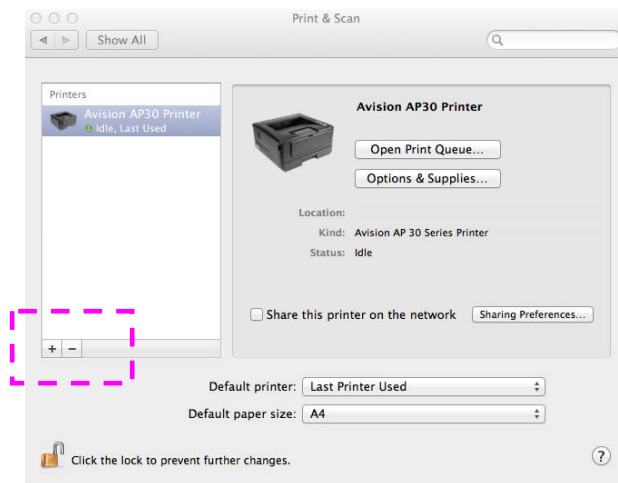 Print & Scan
Show All
Printers
Avision AP30 Printer
Idle, Last Used
Avision AP30 Printer
Open Print Queue...
Options & Supplies...
Location:
Kind: Avision AP 30 Series Printer
Status: Idle
Share this printer on the network Sharing Preferences...
+ −
Default printer: Last Printer Used
Default paper size: A4
Click the lock to prevent further changes.
?